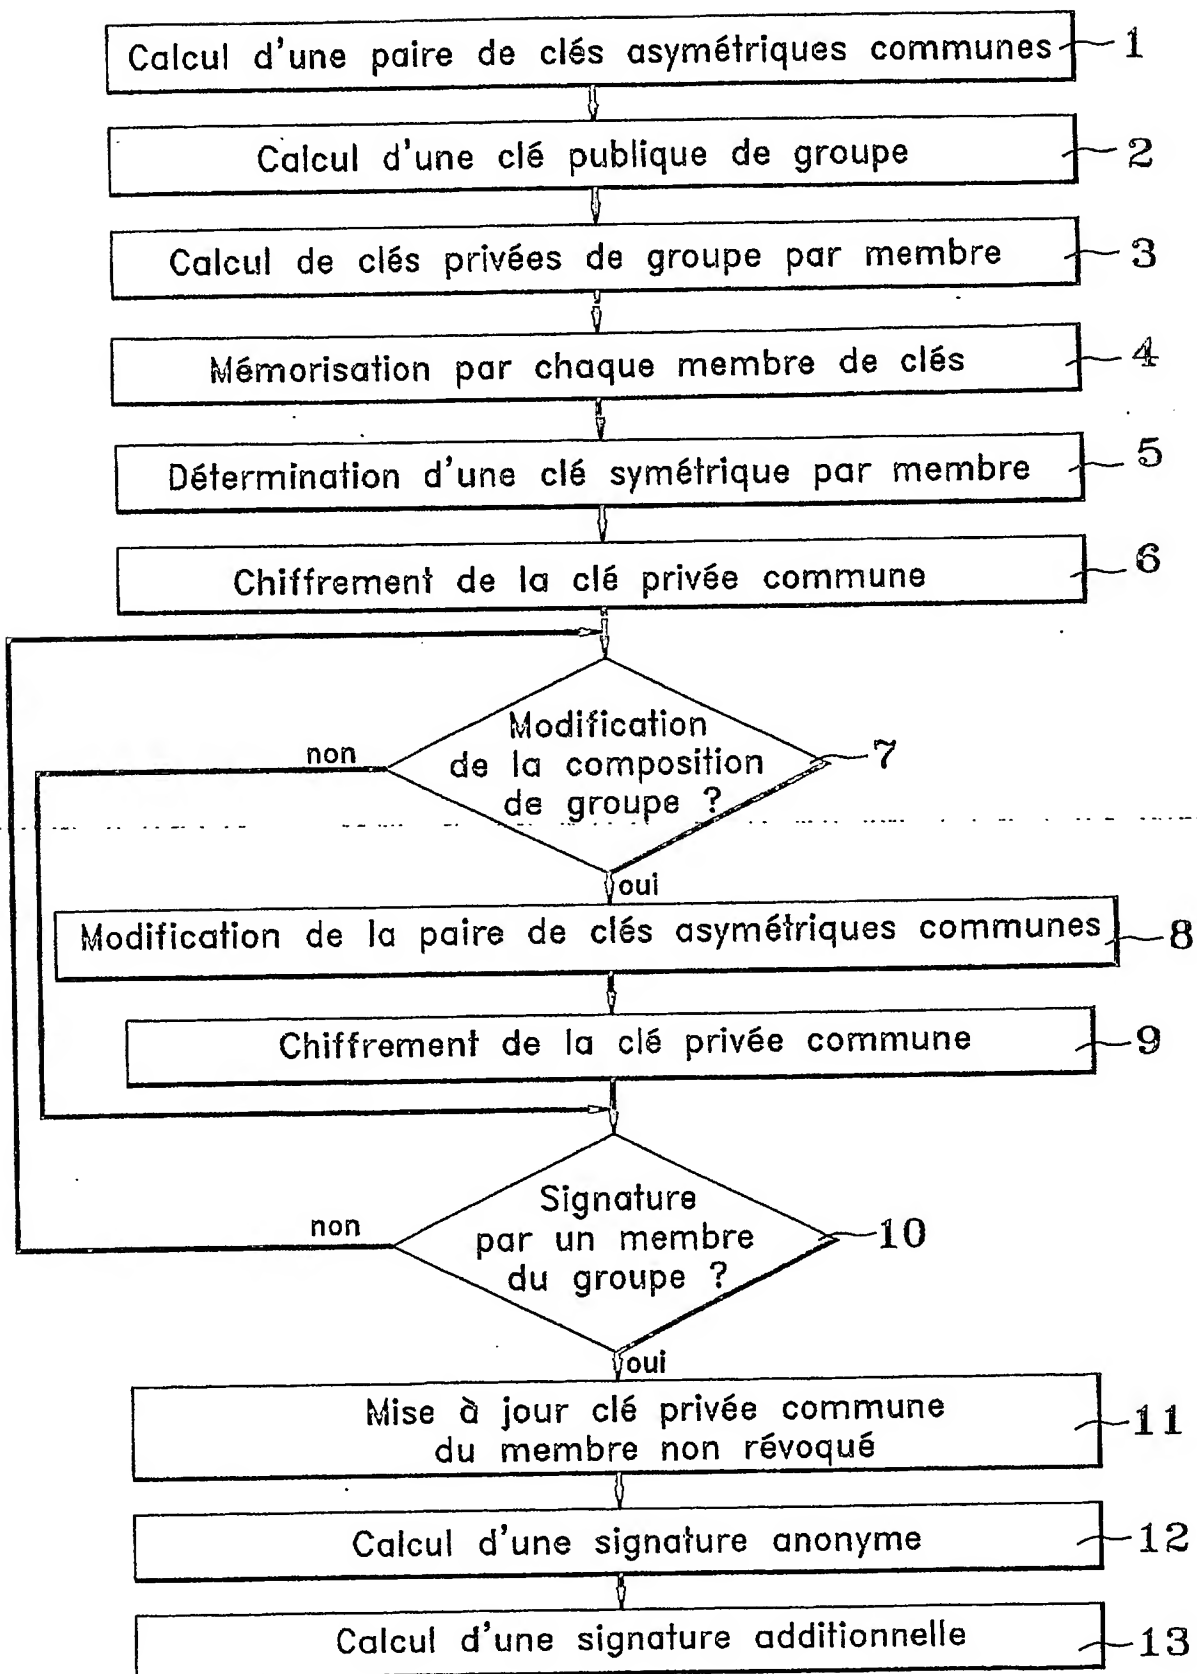 Calcul d'une paire de clés asymétriques communes 1
Calcul d'une clé publique de groupe 2
Calcul de clés privées de groupe par membre 3
Mémorisation par chaque membre de clés 4
Détermination d'une clé symétrique par membre 5
Chiffrement de la clé privée commune 6
Modification
de la composition
de groupe ?
7
non
oui
Modification de la paire de clés asymétriques communes 8
Chiffrement de la clé privée commune 9
Signature
par un membre
du groupe ?
10
non
oui
Mise à jour clé privée commune
du membre non révoqué
11
Calcul d'une signature anonyme 12
Calcul d'une signature additionnelle 13